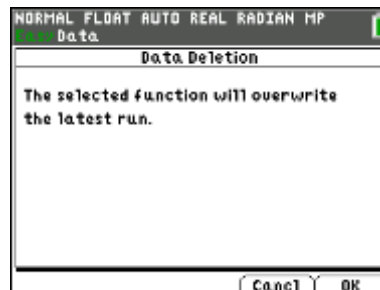 NORMAL FLOAT AUTO REAL RADIAN MP
EasyData
Data Deletion
The selected function will overwrite
the latest run.
Cancl OK